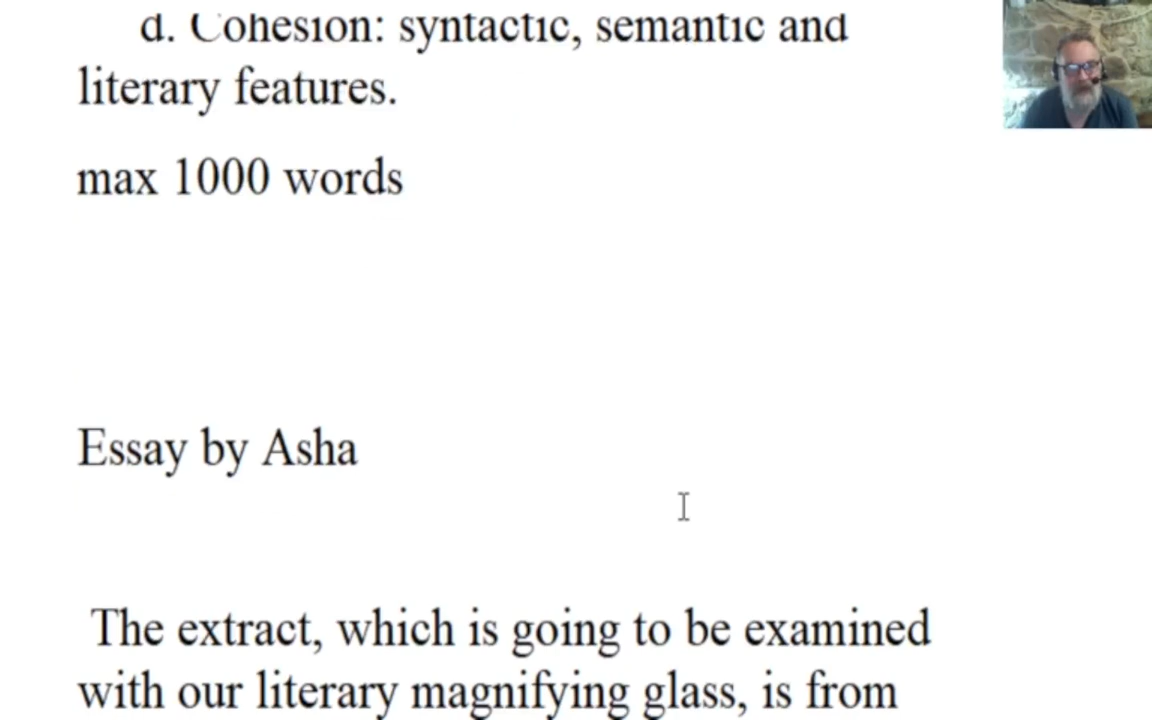 d. Cohesion: syntactic, semantic and
literary features.
max 1000 words
Essay by Asha
The extract, which is going to be examined
with our literary magnifying glass, is from